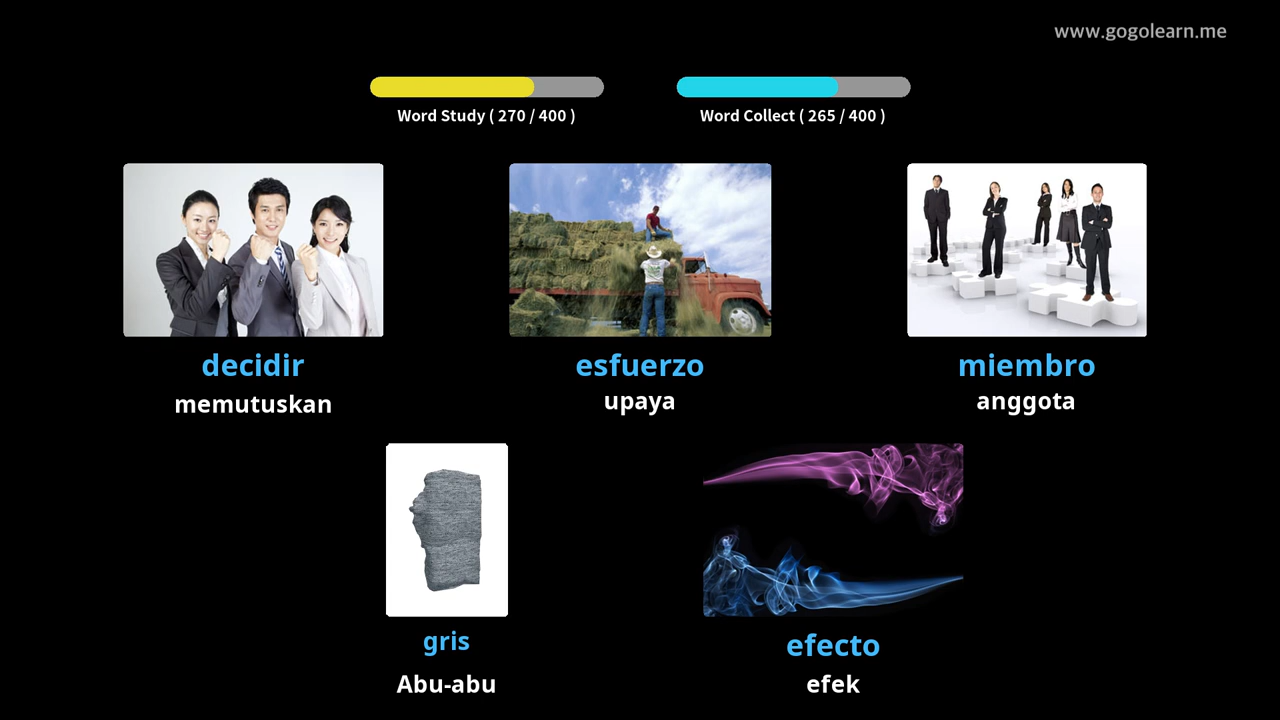 www.gogolearn.me
Word Study ( 270 / 400 )
Word Collect ( 265 / 400 )
decidir
memutuskan
esfuerzo
upaya
miembro
anggota
gris
Abu-abu
efecto
efek